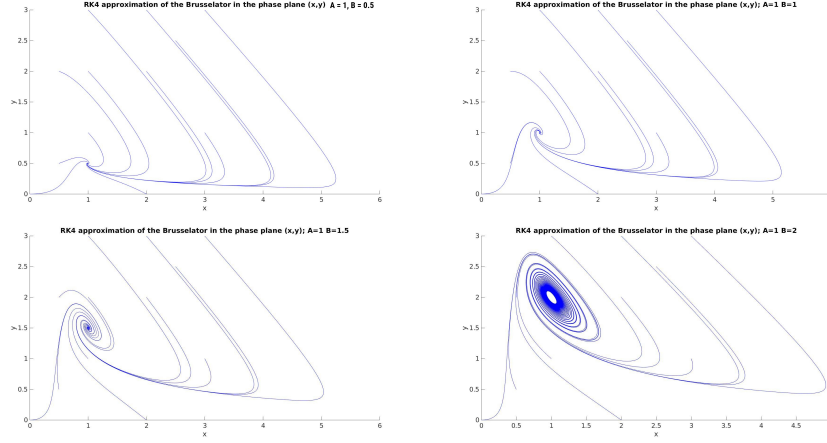 RK4 approximation of the Brusselator in the phase plane (x,y) A = 1, B = 0.5
3
2.5
2
1.5
1
0.5
0
y
0 1 2 3 4 5 6
x
RK4 approximation of the Brusselator in the phase plane (x,y); A=1 B=1
3
2.5
2
1.5
1
0.5
0
y
0 1 2 3 4 5
x
RK4 approximation of the Brusselator in the phase plane (x,y); A=1 B=1.5
3
2.5
2
1.5
1
0.5
0
y
0 1 2 3 4 5 6
x
RK4 approximation of the Brusselator in the phase plane (x,y); A=1 B=2
3
2.5
2
1.5
1
0.5
0
y
0 0.5 1 1.5 2 2.5 3 3.5 4 4.5
x